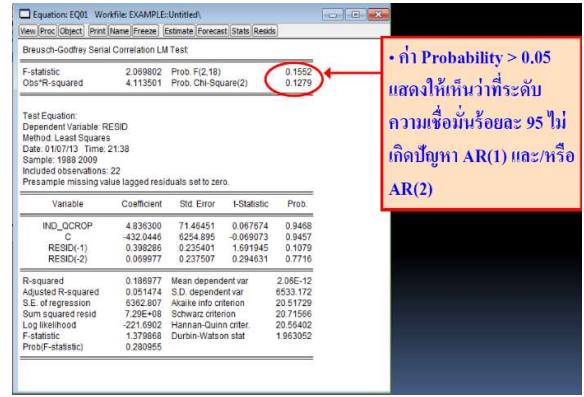 Equation: EQ01 Workfile: EXAMPLE::Untitled\
View Proc Object Print Name Freeze Estimate Forecast Stats Resids
Breusch-Godfrey Serial Correlation LM Test
F-statistic 2.069802 Prob. F(2,18) 0.1552
Obs*R-squared 4.113501 Prob. Chi-Square(2) 0.1279
Test Equation:
Dependent Variable: RESID
Method: Least Squares
Date: 01/07/13 Time: 21:38
Sample: 1988 2009
Included observations: 22
Presample missing value lagged residuals set to zero.
Variable Coefficient Std. Error t-Statistic Prob.
IND_QCROP 4.836300 71.46451 0.067674 0.9468
C -432.0446 6254.895 -0.069073 0.9457
RESID(-1) 0.398286 0.235401 1.691945 0.1079
RESID(-2) 0.069977 0.237507 0.294631 0.7716
R-squared 0.186977 Mean dependent var 2.06E-12
Adjusted R-squared 0.051474 S.D. dependent var 6533.172
S.E. of regression 6362.807 Akaike info criterion 20.51729
Sum squared resid 7.29E+08 Schwarz criterion 20.71566
Log likelihood -221.6902 Hannan-Quinn criter. 20.56402
F-statistic 1.379868 Durbin-Watson stat 1.963052
Prob(F-statistic) 0.280955
• ค่า Probability > 0.05
แสดงให้เห็นว่าที่ระดับ
ความเชื่อมั่นร้อยละ 95 ไม่
เกิดปัญหา AR(1) และ/หรือ
AR(2)